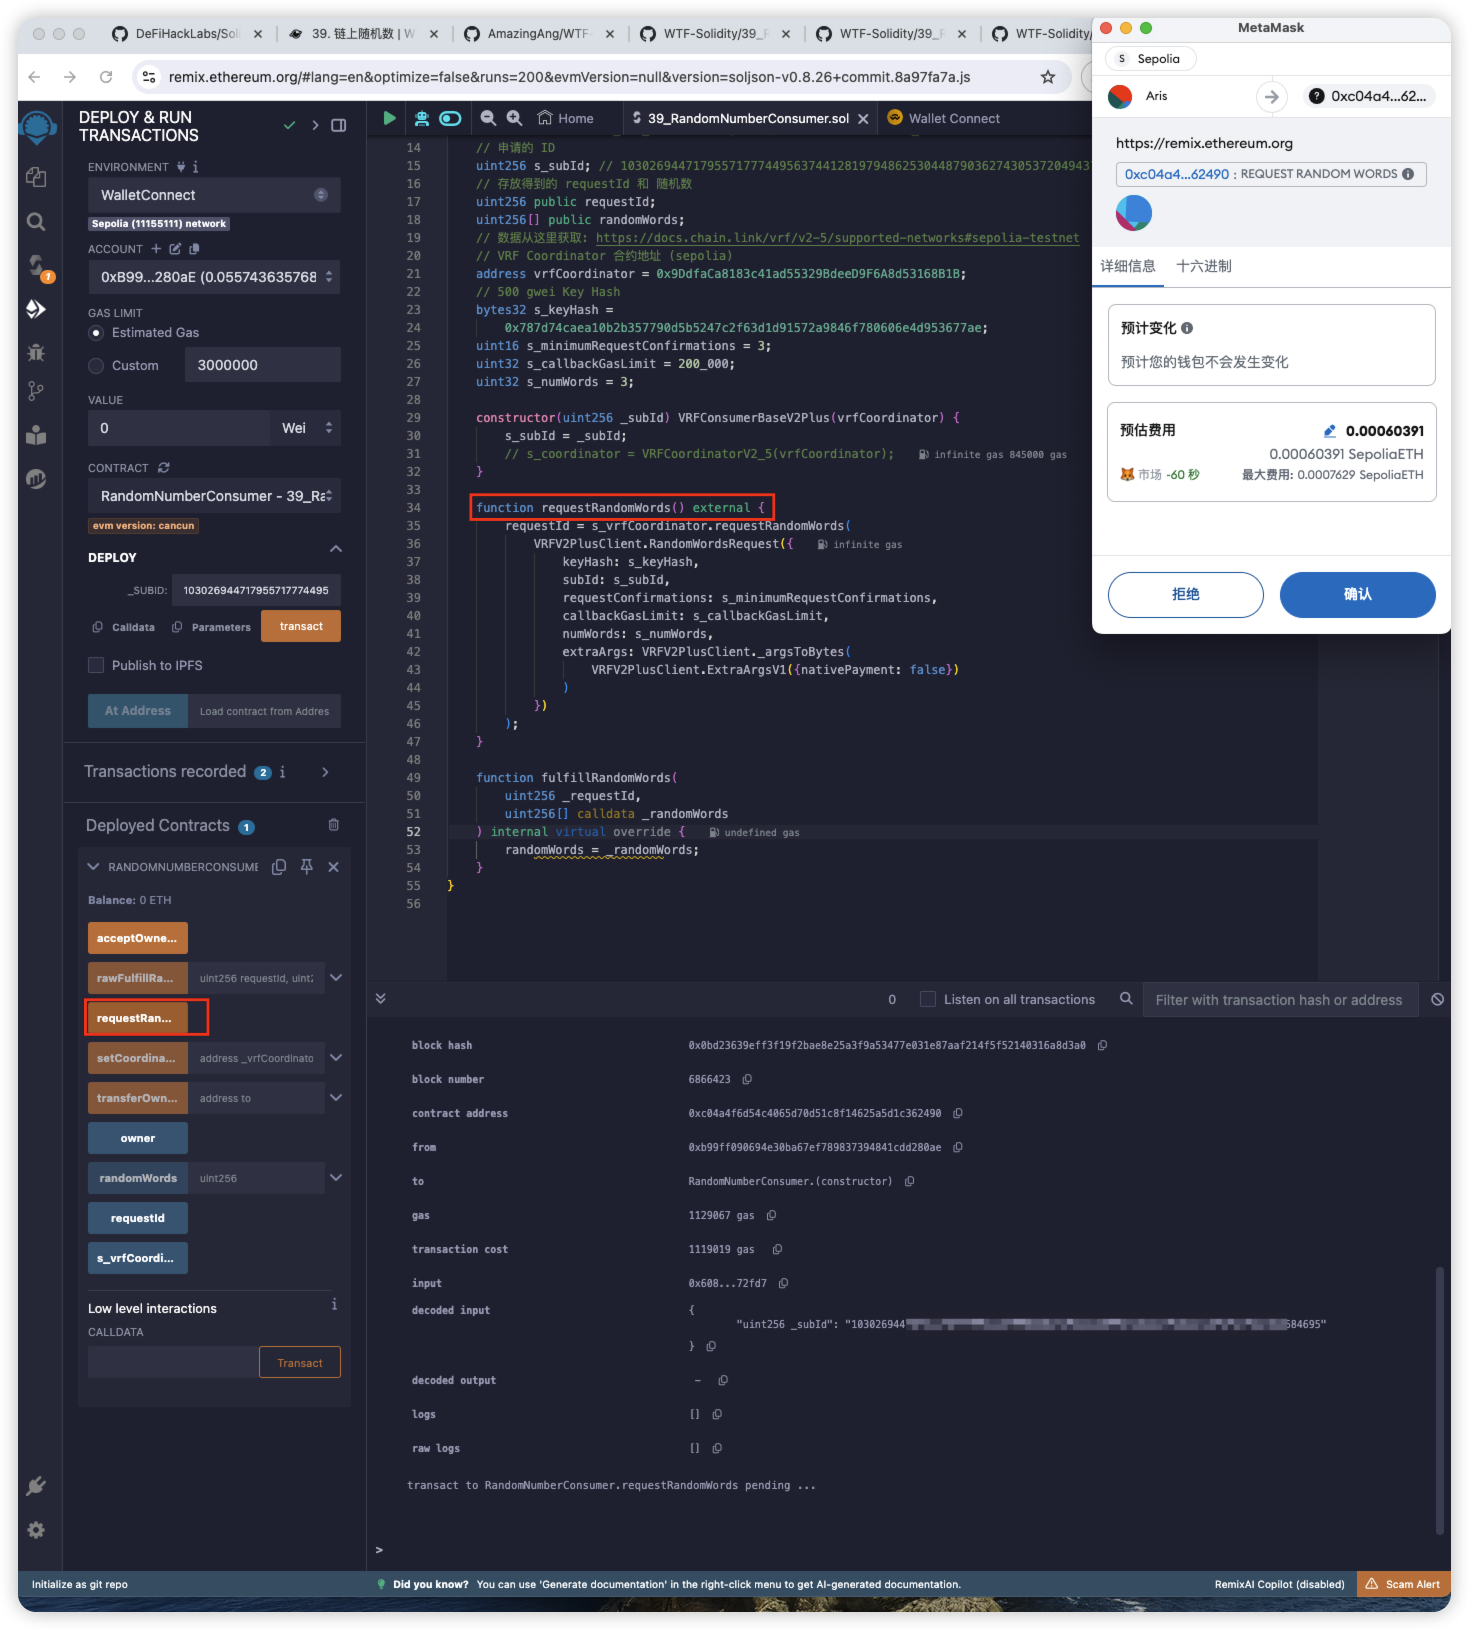 DeFiHackLabs/Sol
39. 链上随机数 | W
AmazingAng/WTF-
WTF-Solidity/39_F
WTF-Solidity/39_F
WTF-Solidity/
remix.ethereum.org/#lang=en&optimize=false&runs=200&evmVersion=null&version=soljson-v0.8.26+commit.8a97fa7a.js
DEPLOY & RUN
TRANSACTIONS
ENVIRONMENT
WalletConnect
Sepolia (11155111) network
ACCOUNT
0xB99...280aE (0.055743635768
GAS LIMIT
Estimated Gas
Custom
3000000
VALUE
0
Wei
CONTRACT
RandomNumberConsumer - 39_Ra
evm version: cancun
DEPLOY
_SUBID:
103026944717955717774495
Calldata
Parameters
transact
Publish to IPFS
At Address
Load contract from Addres
Transactions recorded 2
Deployed Contracts 1
RANDOMNUMBERCONSUME
Balance: 0 ETH
acceptOwne...
rawFulfillRa...
uint256 requestId, uint2
requestRan...
setCoordina...
address _vrfCoordinato
transferOwn...
address to
owner
randomWords
uint256
requestId
s_vrfCoordi...
Low level interactions
CALLDATA
Transact
Home
39_RandomNumberConsumer.sol
Wallet Connect
14 // 申请的 ID
15 uint256 s_subId; // 10302694471795571777449563744128197948625304487903627430537204943
16 // 存放得到的 requestId 和 随机数
17 uint256 public requestId;
18 uint256[] public randomWords;
19 // 数据从这里获取: https://docs.chain.link/vrf/v2-5/supported-networks#sepolia-testnet
20 // VRF Coordinator 合约地址 (sepolia)
21 address vrfCoordinator = 0x9DdfaCa8183c41ad55329BdeeD9F6A8d53168B1B;
22 // 500 gwei Key Hash
23 bytes32 s_keyHash =
24 0x787d74caea10b2b357790d5b5247c2f63d1d91572a9846f780606e4d953677ae;
25 uint16 s_minimumRequestConfirmations = 3;
26 uint32 s_callbackGasLimit = 200_000;
27 uint32 s_numWords = 3;
28
29 constructor(uint256 _subId) VRFConsumerBaseV2Plus(vrfCoordinator) {
30 s_subId = _subId;
31 // s_coordinator = VRFCoordinatorV2_5(vrfCoordinator); infinite gas 845000 gas
32 }
33
34 function requestRandomWords() external {
35 requestId = s_vrfCoordinator.requestRandomWords(
36 VRFV2PlusClient.RandomWordsRequest({ infinite gas
37 keyHash: s_keyHash,
38 subId: s_subId,
39 requestConfirmations: s_minimumRequestConfirmations,
40 callbackGasLimit: s_callbackGasLimit,
41 numWords: s_numWords,
42 extraArgs: VRFV2PlusClient._argsToBytes(
43 VRFV2PlusClient.ExtraArgsV1({nativePayment: false})
44 )
45 })
46 );
47 }
48
49 function fulfillRandomWords(
50 uint256 _requestId,
51 uint256[] calldata _randomWords
52 ) internal virtual override { undefined gas
53 randomWords = _randomWords;
54 }
55 }
56
0
Listen on all transactions
Filter with transaction hash or address
block hash 0x0bd23639eff3f19f2bae8e25a3f9a53477e031e87aaf214f5f52140316a8d3a0
block number 6866423
contract address 0xc04a4f6d54c4065d70d51c8f14625a5d1c362490
from 0xb99ff090694e30ba67ef789837394841cdd280ae
to RandomNumberConsumer.(constructor)
gas 1129067 gas
transaction cost 1119019 gas
input 0x608...72fd7
decoded input {
"uint256 _subId": "103026944 684695"
}
decoded output -
logs []
raw logs []
transact to RandomNumberConsumer.requestRandomWords pending ...
>
Initialize as git repo
Did you know? You can use 'Generate documentation' in the right-click menu to get AI-generated documentation.
RemixAI Copilot (disabled)
Scam Alert
MetaMask
S Sepolia
Aris
? 0xc04a4...62...
https://remix.ethereum.org
0xc04a4...62490 : REQUEST RANDOM WORDS
详细信息
十六进制
预计变化
预计您的钱包不会发生变化
预估费用 0.00060391
0.00060391 SepoliaETH
市场 -60 秒 最大费用: 0.0007629 SepoliaETH
拒绝
确认